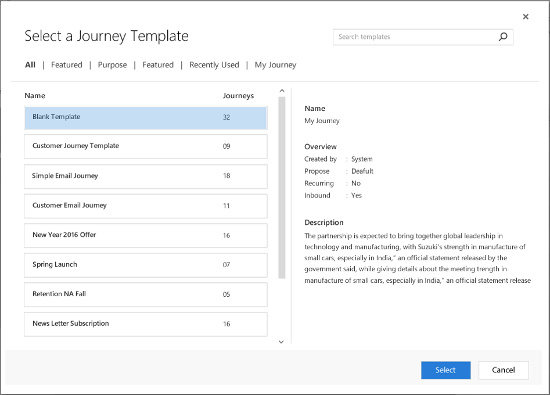 Select a Journey Template
Search templates
All | Featured | Purpose | Featured | Recently Used | My Journey
Name Journeys
Blank Template 32
Customer Journey Template 09
Simple Email Journey 18
Customer Email Journey 11
New Year 2016 Offer 16
Spring Launch 07
Retention NA Fall 05
News Letter Subscription 16
Name
My Journey
Overview
Created by : System
Propose : Deafult
Recurring : No
Inbound : Yes
Description
The partnership is expected to bring together global leadership in
technology and manufacturing, with Suzuki's strength in manufacture of
small cars, especially in India," an official statement released by the
government said, while giving details about the meeting trength in
manufacture of small cars, especially in India," an official statement release
Select Cancel